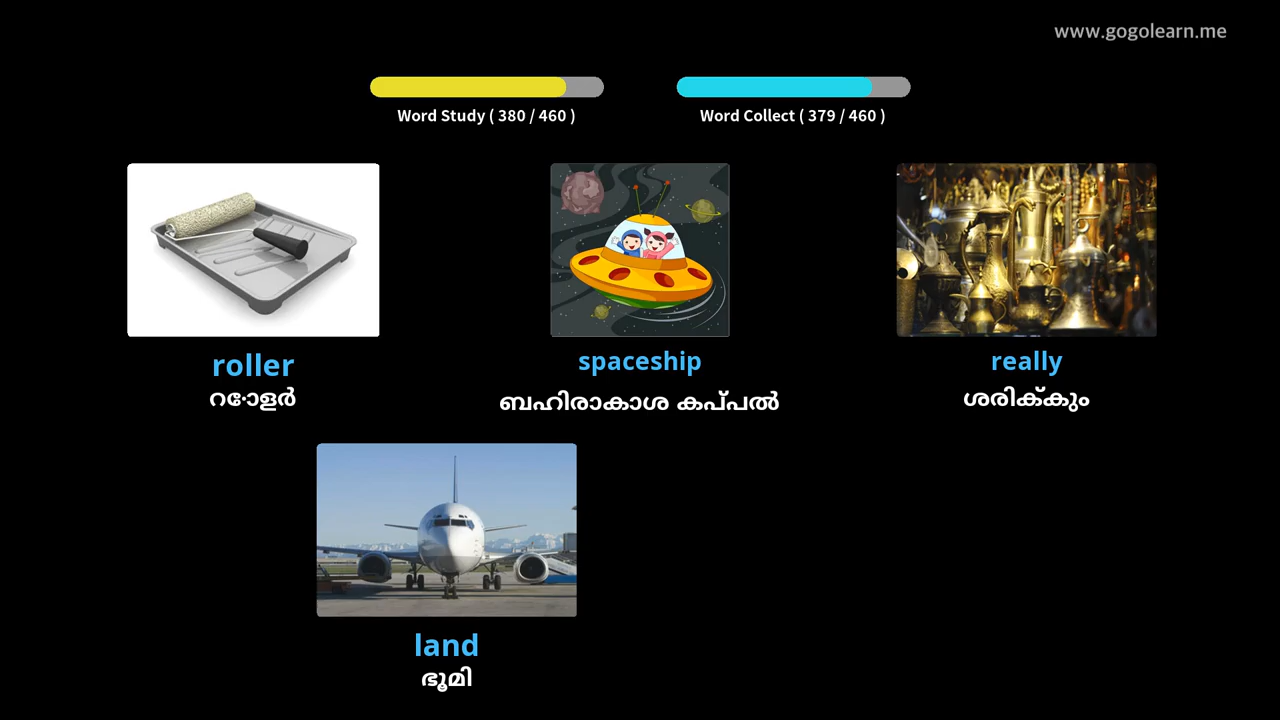 www.gogolearn.me
Word Study ( 380 / 460 )
Word Collect ( 379 / 460 )
roller
റോളർ
spaceship
ബഹിരാകാശ കപ്പൽ
really
ശരിക്കും
land
ഭൂമി